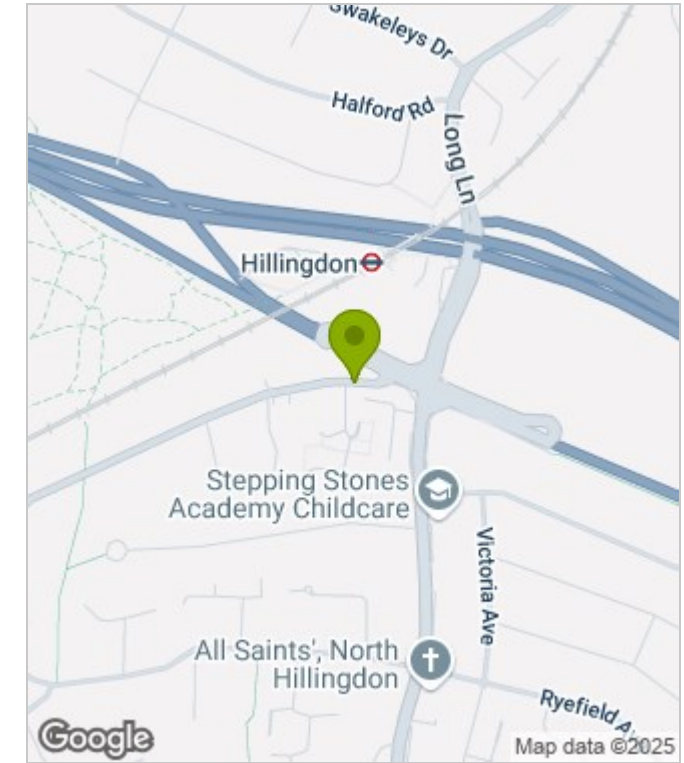 Swakeleys Dr
Halford Rd
Long Ln
Hillingdon
Stepping Stones
Academy Childcare
Victoria Ave
All Saints', North
Hillingdon
Ryefield
Google
Map data ©2025